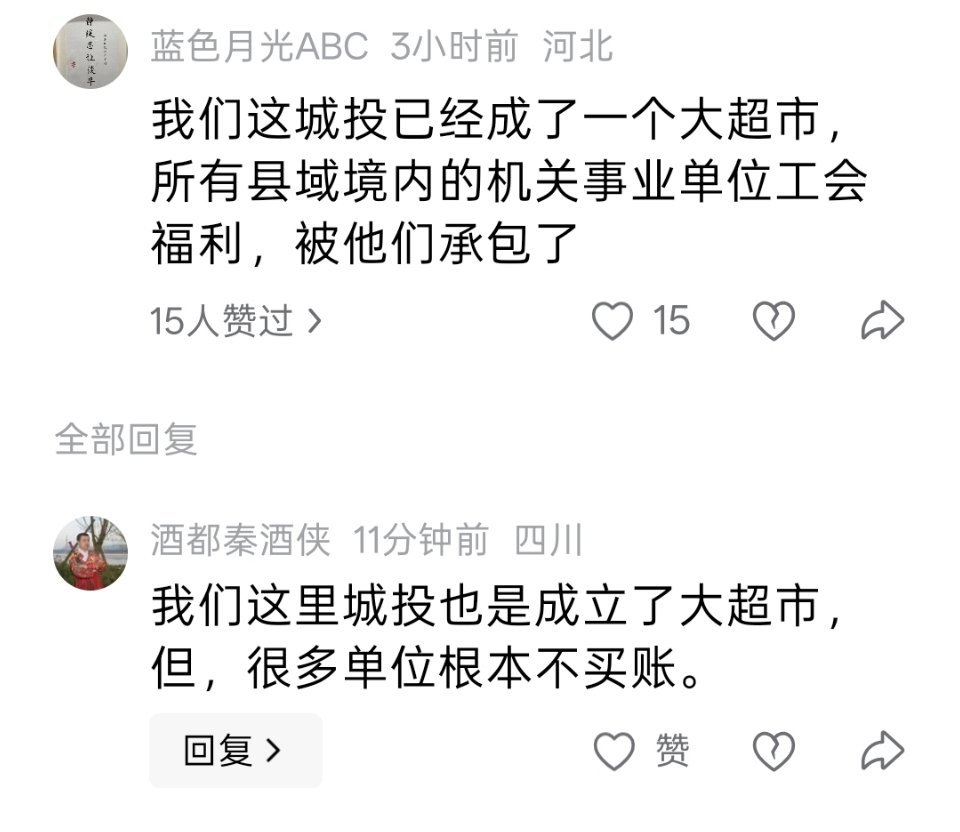 蓝色月光ABC 3小时前 河北
我们这城投已经成了一个大超市，
所有县域境内的机关事业单位工会
福利，被他们承包了
15人赞过 >
15
全部回复
酒都秦酒侠 11分钟前 四川
我们这里城投也是成立了大超市，
但，很多单位根本不买账。
回复 >
赞